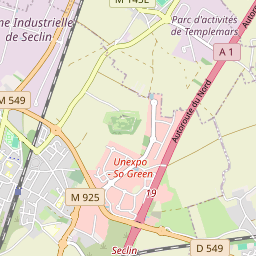 M 145E
ne Industrielle
de Seclin
Parc d'activités
de Templemars
A 1
M 549
Autoroute du Nord
Unexpo
- So Green
M 925
19
Seclin
D 549